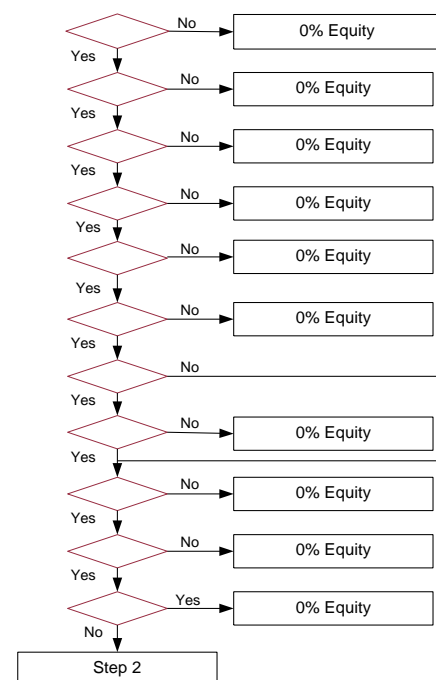 No
0% Equity
Yes
No
0% Equity
Yes
No
0% Equity
Yes
No
0% Equity
Yes
No
0% Equity
Yes
No
0% Equity
Yes
No
Yes
No
0% Equity
Yes
No
0% Equity
Yes
No
0% Equity
Yes
Yes
0% Equity
No
Step 2